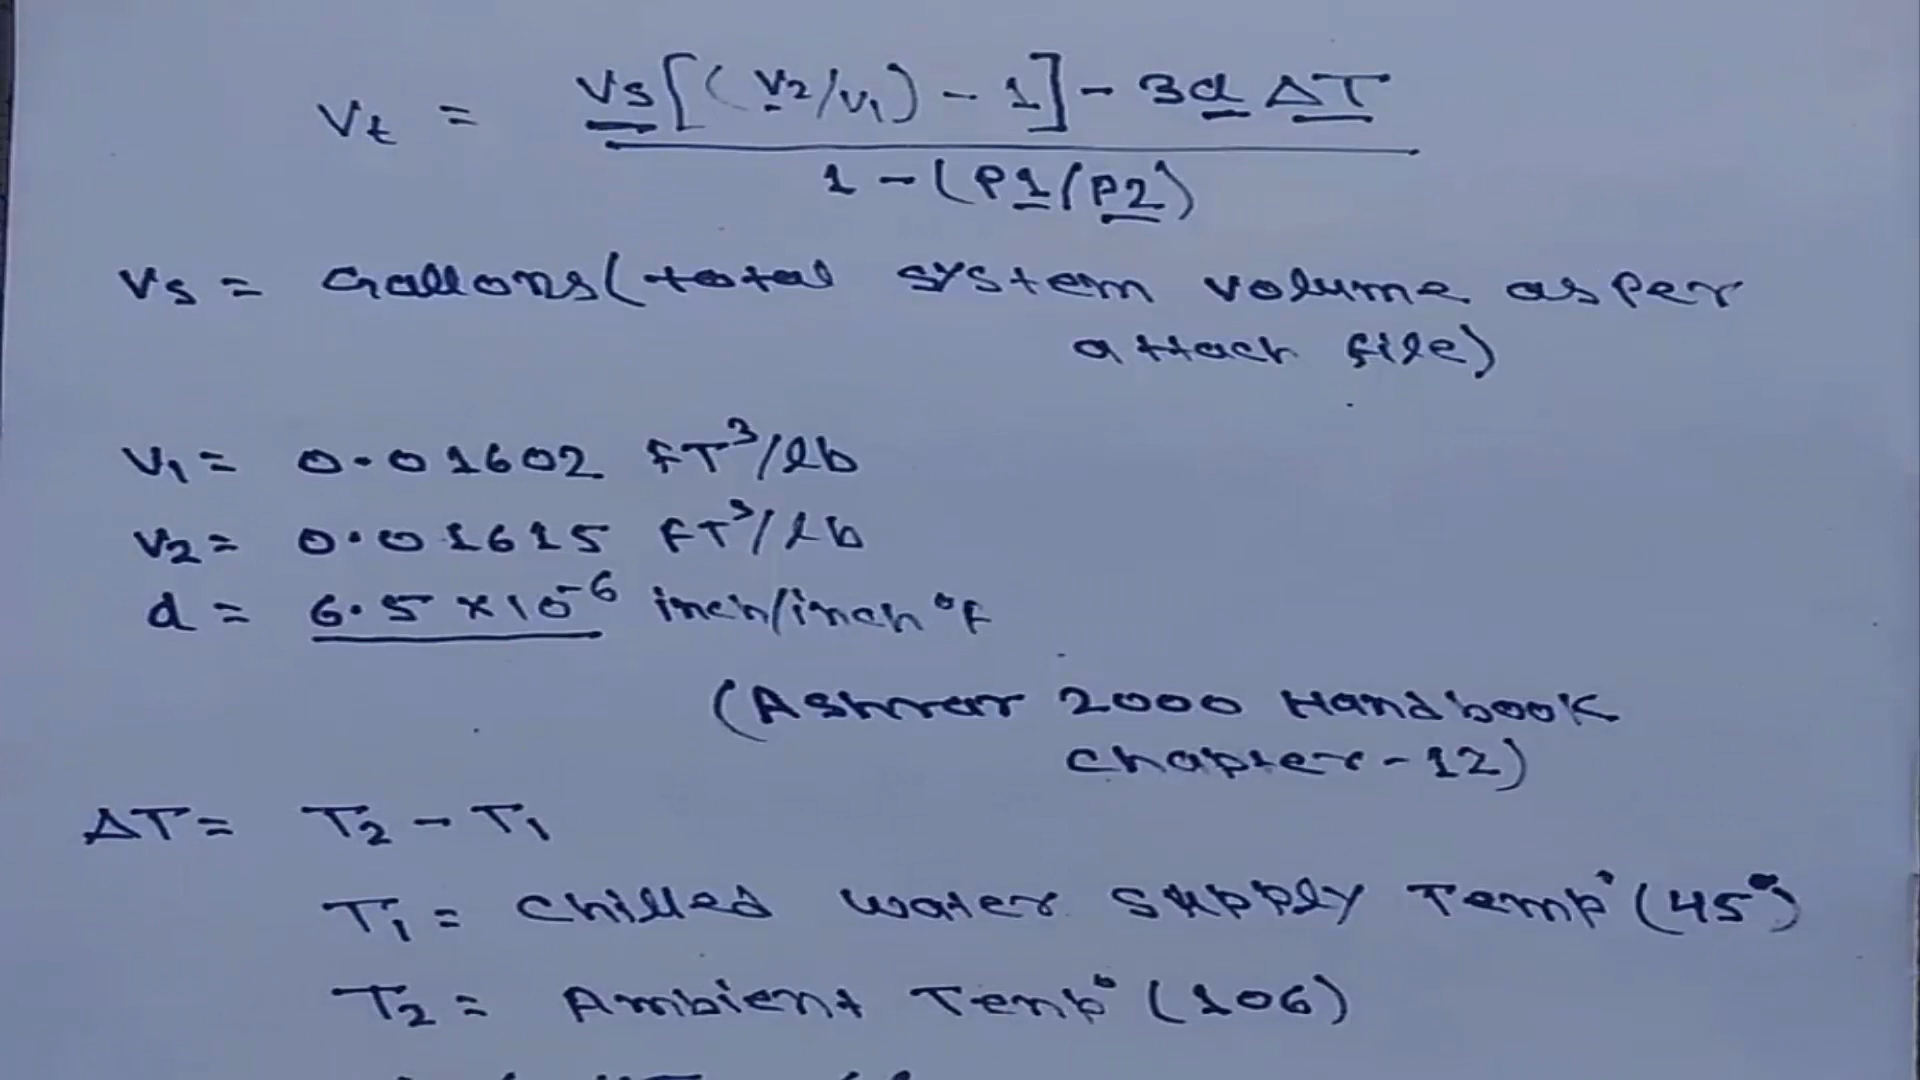 Vt = Vs[(V2/V1) - 1] - 3α ΔT
1 - (P1/P2)
Vs = Gallons (total system volume as per
attach file)
V1 = 0.01602 FT³/lb
V2 = 0.01615 FT³/lb
α = 6.5 × 10⁻⁶ inch/inch °F
(Ashrae 2000 Handbook
Chapter - 12)
ΔT = T2 - T1
T1 = Chilled water supply Temp° (45°)
T2 = Ambient Temp° (106)